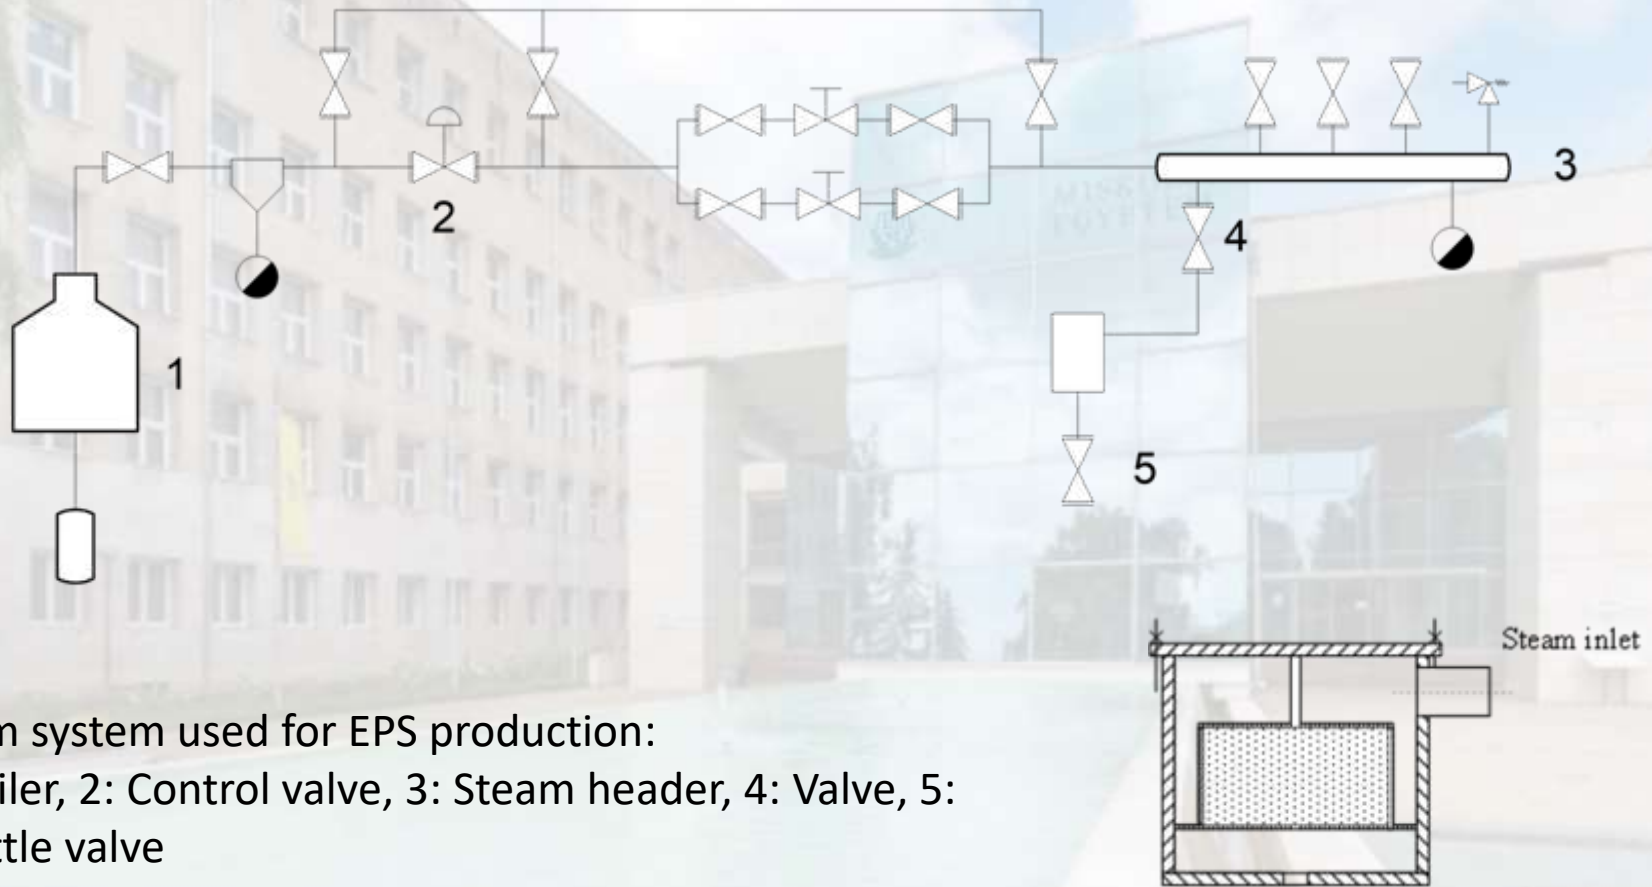 2
3
4
1
5
Steam inlet
m system used for EPS production:
iler, 2: Control valve, 3: Steam header, 4: Valve, 5:
ttle valve